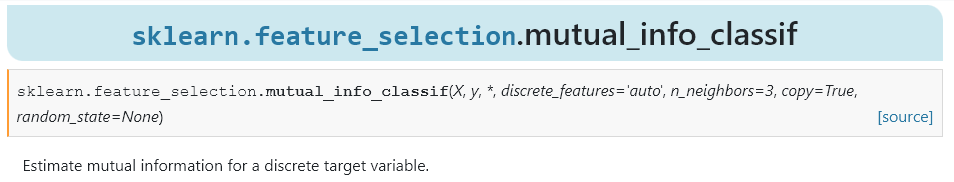 sklearn.feature_selection.mutual_info_classif
sklearn.feature_selection.mutual_info_classif(X, y, *, discrete_features='auto', n_neighbors=3, copy=True,
random_state=None) [source]
Estimate mutual information for a discrete target variable.